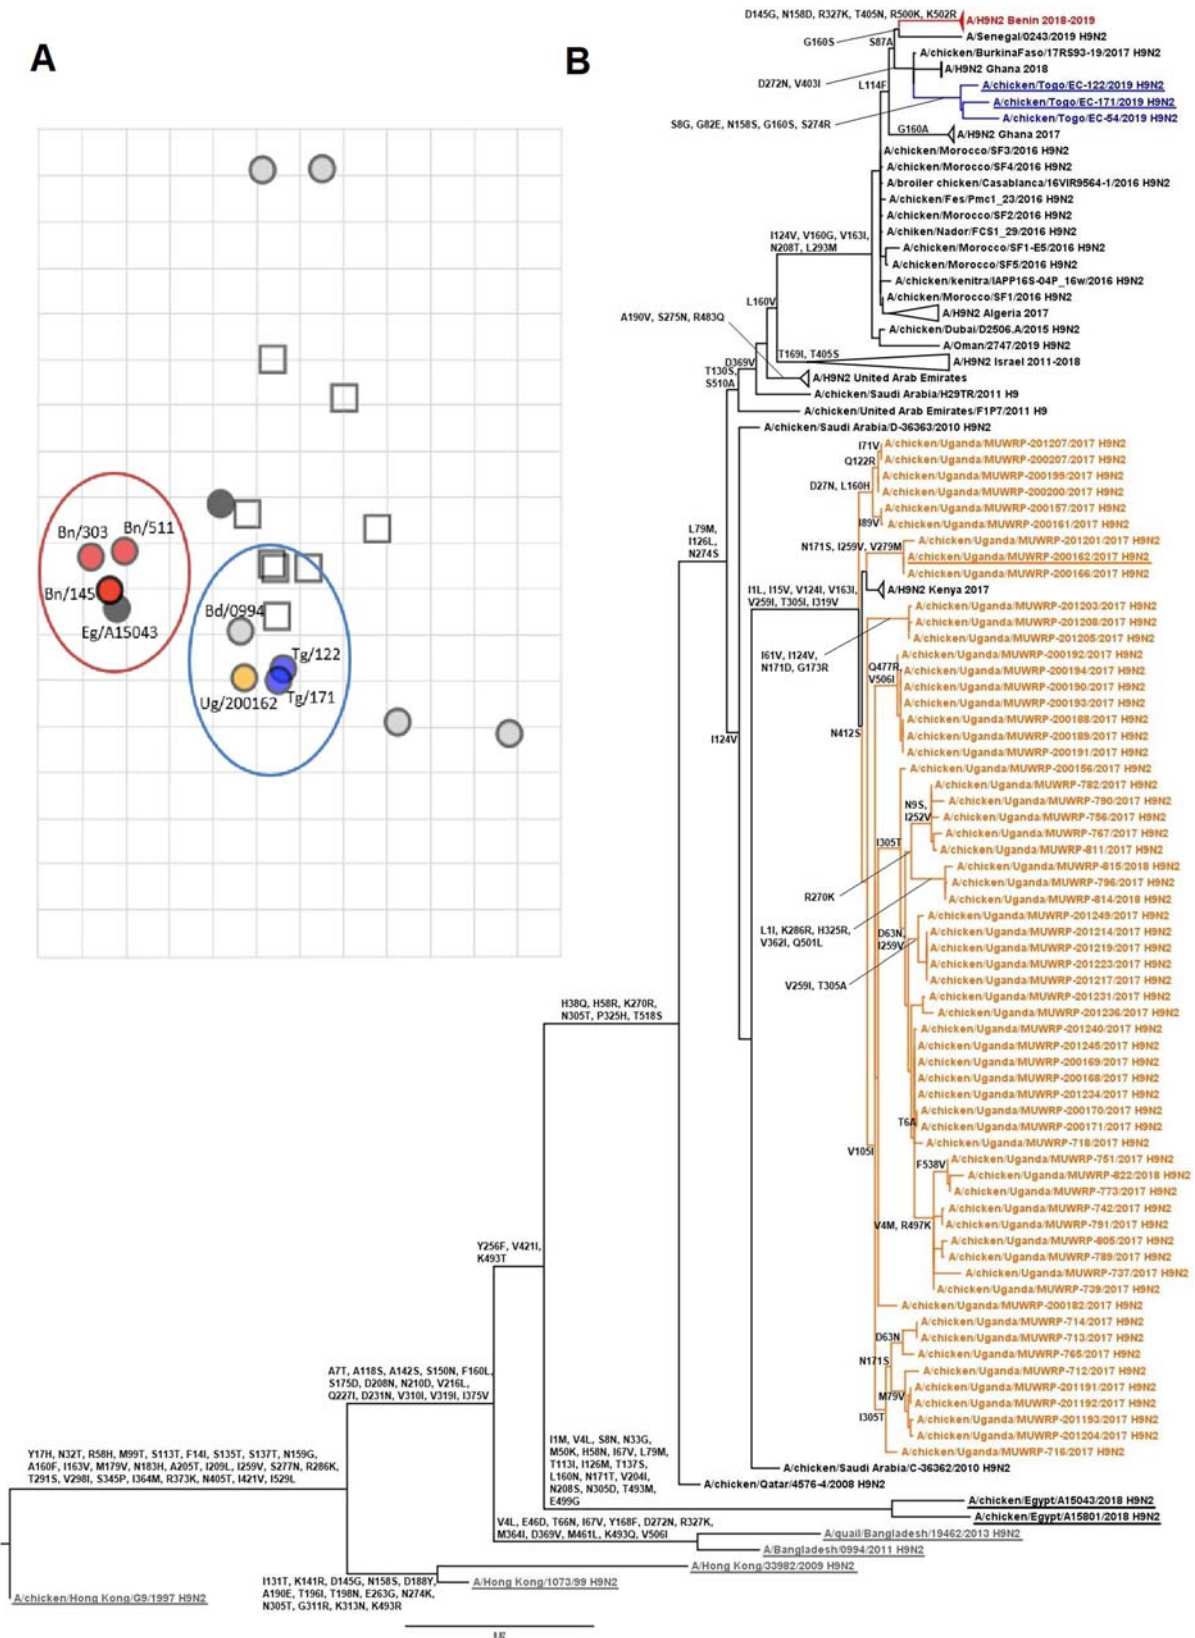 A
B
Bn/303
Bn/511
Bn/145
Eg/A15043
Bd/0994
Tg/122
Tg/171
Ug/200162
D145G, N158D, R327K, T405N, R500K, K502R
A/H9N2 Benin 2018-2019
A/Senegal/0243/2019 H9N2
G160S
S87A
A/chicken/BurkinaFaso/17RS93-19/2017 H9N2
A/H9N2 Ghana 2018
D272N, V403I
L114F
A/chicken/Togo/EC-122/2019 H9N2
A/chicken/Togo/EC-171/2019 H9N2
A/chicken/Togo/EC-54/2019 H9N2
S8G, G82E, N158S, G160S, S274R
G160A
A/H9N2 Ghana 2017
A/chicken/Morocco/SF3/2016 H9N2
A/chicken/Morocco/SF4/2016 H9N2
A/broiler chicken/Casablanca/16VIR9564-1/2016 H9N2
A/chicken/Fes/Pmc1_23/2016 H9N2
A/chicken/Morocco/SF2/2016 H9N2
A/chiken/Nador/FCS1_29/2016 H9N2
I124V, V160G, V163I,
N208T, L293M
A/chicken/Morocco/SF1-E5/2016 H9N2
A/chicken/Morocco/SF5/2016 H9N2
A/chicken/kenitra/IAPP16S-04P_16w/2016 H9N2
A/chicken/Morocco/SF1/2016 H9N2
L160V
A/H9N2 Algeria 2017
A190V, S275N, R483Q
A/chicken/Dubai/D2506.A/2015 H9N2
A/Oman/2747/2019 H9N2
T169I, T405S
A/H9N2 Israel 2011-2018
D369V
T130S,
S510A
A/H9N2 United Arab Emirates
A/chicken/Saudi Arabia/H29TR/2011 H9
A/chicken/United Arab Emirates/F1P7/2011 H9
A/chicken/Saudi Arabia/D-36363/2010 H9N2
I71V
A/chicken/Uganda/MUWRP-201207/2017 H9N2
Q122R
A/chicken/Uganda/MUWRP-200207/2017 H9N2
A/chicken/Uganda/MUWRP-200199/2017 H9N2
D27N, L160H
A/chicken/Uganda/MUWRP-200200/2017 H9N2
A/chicken/Uganda/MUWRP-200157/2017 H9N2
I89V
A/chicken/Uganda/MUWRP-200161/2017 H9N2
L79M,
I126L,
N274S
A/chicken/Uganda/MUWRP-201201/2017 H9N2
N171S, I259V, V279M
A/chicken/Uganda/MUWRP-200162/2017 H9N2
A/chicken/Uganda/MUWRP-200166/2017 H9N2
A/H9N2 Kenya 2017
I1L, I15V, V124I, V163I,
V259I, T305I, I319V
A/chicken/Uganda/MUWRP-201203/2017 H9N2
A/chicken/Uganda/MUWRP-201208/2017 H9N2
A/chicken/Uganda/MUWRP-201205/2017 H9N2
I61V, I124V,
N171D, G173R
A/chicken/Uganda/MUWRP-200192/2017 H9N2
Q477R,
V506I
A/chicken/Uganda/MUWRP-200194/2017 H9N2
A/chicken/Uganda/MUWRP-200190/2017 H9N2
A/chicken/Uganda/MUWRP-200193/2017 H9N2
A/chicken/Uganda/MUWRP-200188/2017 H9N2
N412S
A/chicken/Uganda/MUWRP-200189/2017 H9N2
I124V
A/chicken/Uganda/MUWRP-200191/2017 H9N2
A/chicken/Uganda/MUWRP-200156/2017 H9N2
A/chicken/Uganda/MUWRP-782/2017 H9N2
N9S,
I252V
A/chicken/Uganda/MUWRP-790/2017 H9N2
A/chicken/Uganda/MUWRP-756/2017 H9N2
A/chicken/Uganda/MUWRP-767/2017 H9N2
I305T
A/chicken/Uganda/MUWRP-811/2017 H9N2
A/chicken/Uganda/MUWRP-815/2018 H9N2
A/chicken/Uganda/MUWRP-796/2017 H9N2
R270K
A/chicken/Uganda/MUWRP-814/2018 H9N2
A/chicken/Uganda/MUWRP-201249/2017 H9N2
L1I, K286R, H325R,
V362I, Q501L
D63N,
I259V
A/chicken/Uganda/MUWRP-201214/2017 H9N2
A/chicken/Uganda/MUWRP-201219/2017 H9N2
A/chicken/Uganda/MUWRP-201223/2017 H9N2
A/chicken/Uganda/MUWRP-201217/2017 H9N2
V259I, T305A
A/chicken/Uganda/MUWRP-201231/2017 H9N2
A/chicken/Uganda/MUWRP-201236/2017 H9N2
H38Q, H58R, K270R,
N305T, P325H, T518S
A/chicken/Uganda/MUWRP-201240/2017 H9N2
A/chicken/Uganda/MUWRP-201245/2017 H9N2
A/chicken/Uganda/MUWRP-200169/2017 H9N2
A/chicken/Uganda/MUWRP-200168/2017 H9N2
A/chicken/Uganda/MUWRP-201234/2017 H9N2
A/chicken/Uganda/MUWRP-200170/2017 H9N2
T6A
A/chicken/Uganda/MUWRP-200171/2017 H9N2
A/chicken/Uganda/MUWRP-718/2017 H9N2
V105I
F538V
A/chicken/Uganda/MUWRP-751/2017 H9N2
A/chicken/Uganda/MUWRP-822/2018 H9N2
A/chicken/Uganda/MUWRP-773/2017 H9N2
A/chicken/Uganda/MUWRP-742/2017 H9N2
V4M, R497K
A/chicken/Uganda/MUWRP-791/2017 H9N2
A/chicken/Uganda/MUWRP-805/2017 H9N2
A/chicken/Uganda/MUWRP-789/2017 H9N2
Y256F, V421I,
K493T
A/chicken/Uganda/MUWRP-737/2017 H9N2
A/chicken/Uganda/MUWRP-739/2017 H9N2
A/chicken/Uganda/MUWRP-200182/2017 H9N2
A/chicken/Uganda/MUWRP-714/2017 H9N2
D63N
A/chicken/Uganda/MUWRP-713/2017 H9N2
A/chicken/Uganda/MUWRP-765/2017 H9N2
N171S
A/chicken/Uganda/MUWRP-712/2017 H9N2
A/chicken/Uganda/MUWRP-201191/2017 H9N2
M79V
A/chicken/Uganda/MUWRP-201192/2017 H9N2
I305T
A/chicken/Uganda/MUWRP-201193/2017 H9N2
A/chicken/Uganda/MUWRP-201204/2017 H9N2
A/chicken/Uganda/MUWRP-716/2017 H9N2
A7T, A118S, A142S, S150N, F160L,
S175D, D208N, N210D, V216L,
Q227I, D231N, V310I, V319I, I375V
I1M, V4L, S8N, N33G,
M50K, H58N, I67V, L79M,
T113I, I126M, T137S,
L160N, N171T, V204I,
N208S, N305D, T493M,
E499G
A/chicken/Saudi Arabia/C-36362/2010 H9N2
A/chicken/Qatar/4576-4/2008 H9N2
Y17H, N32T, R58H, M99T, S113T, F14I, S135T, S137T, N159G,
A160F, I163V, M179V, N183H, A205T, I209L, I259V, S277N, R286K,
T291S, V298I, S345P, I364M, R373K, N405T, I421V, I529L
A/chicken/Egypt/A15043/2018 H9N2
A/chicken/Egypt/A15801/2018 H9N2
V4L, E46D, T66N, I67V, Y168F, D272N, R327K,
M364I, D369V, M461L, K493Q, V506I
A/quail/Bangladesh/19462/2013 H9N2
A/Bangladesh/0994/2011 H9N2
A/Hong Kong/33982/2009 H9N2
A/Hong Kong/1073/99 H9N2
I131T, K141R, D145G, N158S, D188Y,
A190E, T196I, T198N, E263G, N274K,
N305T, G311R, K313N, K493R
A/chicken/Hong Kong/G9/1997 H9N2
0.02